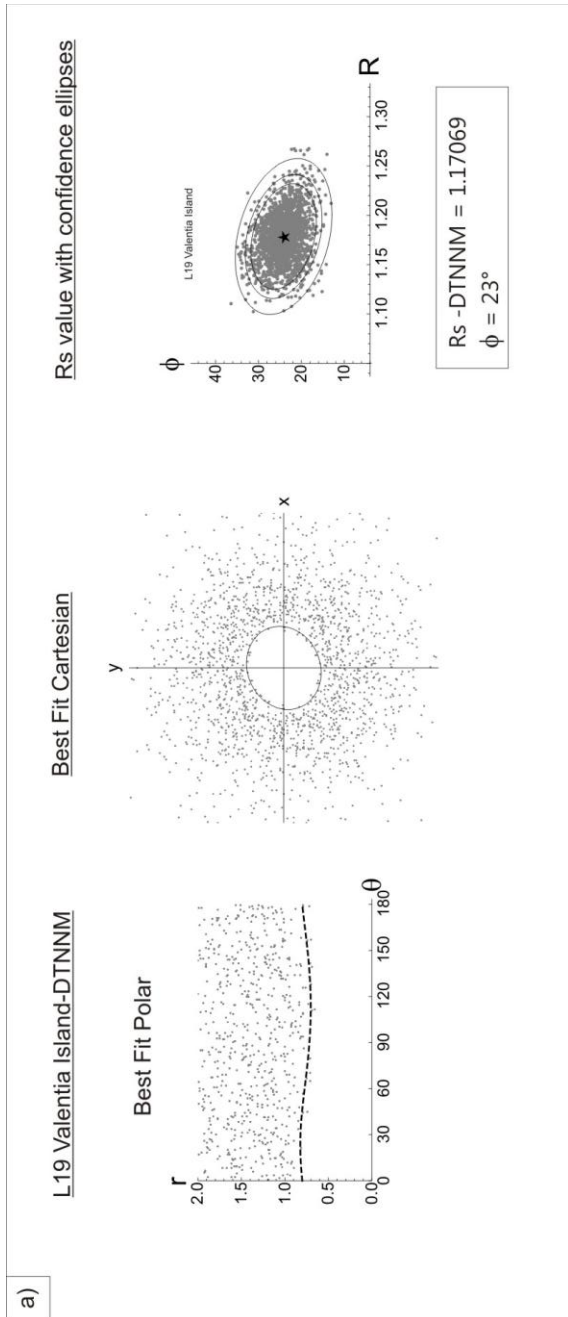 a)
L19 Valentia Island-DTNNM
Best Fit Polar
r
2.0
1.5
1.0
0.5
0.0
0 30 60 90 120 150 180
θ
Best Fit Cartesian
y
x
Rs value with confidence ellipses
L19 Valentia Island
ϕ
40
30
20
10
1.10 1.15 1.20 1.25 1.30
R
Rs -DTNNM = 1.17069
ϕ = 23°